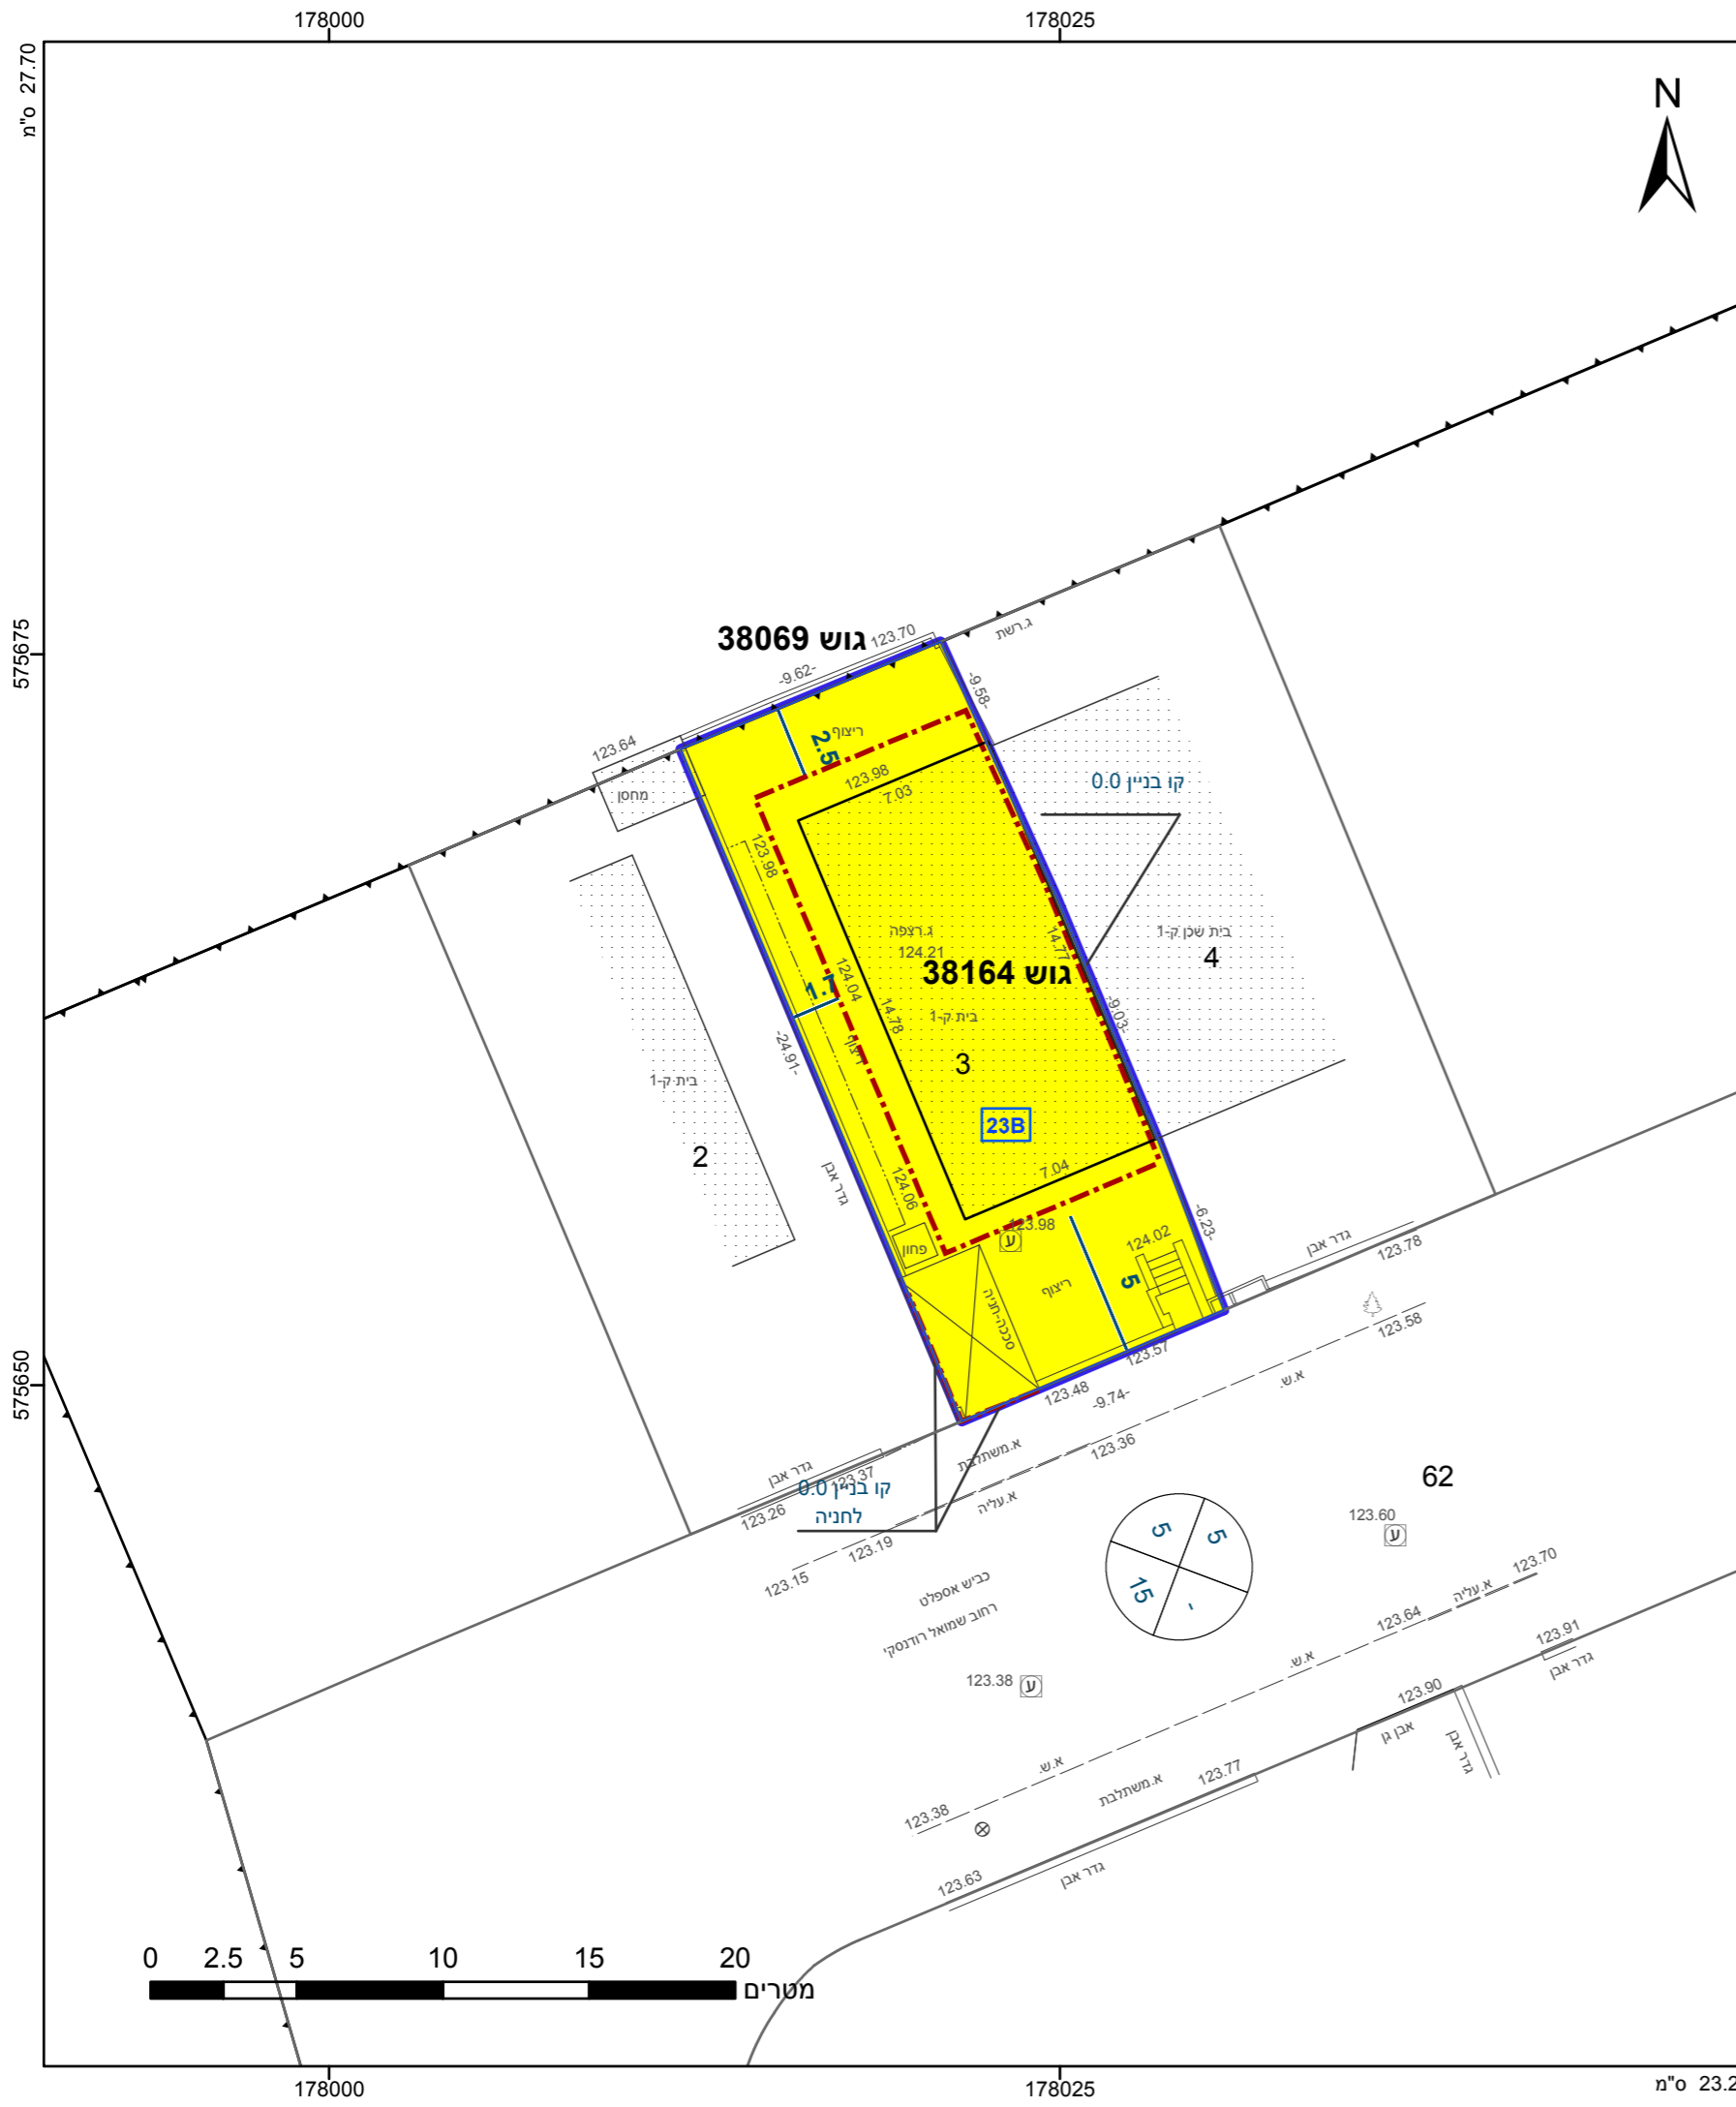 178000
178025
27.70 ס"מ
N
575675
ג.רשת
גוש 38069
123.70
-9.62-
-9.58-
123.64
מחסן
ריצוף
2.5
123.98
7.03
קו בניין 0.0
123.98
ג.רצפה
124.21
14.77
בית שכן ק-1
4
גוש 38164
124.04
1.7
14.78
בית ק-1
-9.03-
ריצוף
-24.91-
3
בית ק-1
23B
2
גדר אבן
7.04
124.06
-6.23-
123.98
ע
124.02
פחון
גדר אבן
123.78
ריצוף
5
סככה-חניה
123.58
123.57
575650
123.48
-9.74-
א.ש.
123.36
א.משתלבת
62
גדר אבן
123.37
קו בניין 0.0
לחניה
א.עליה
123.26
123.19
123.15
5
5
15
-
123.60
ע
123.70
א.עליה
כביש אספלט
רחוב שמואל רודנסקי
123.64
123.91
גדר אבן
א.ש.
123.38
ע
123.90
אבן גן
גדר אבן
א.ש.
123.77
א.משתלבת
123.38
גדר אבן
123.63
0 2.5 5 10 15 20
מטרים
178000
178025
23.2 ס"מ